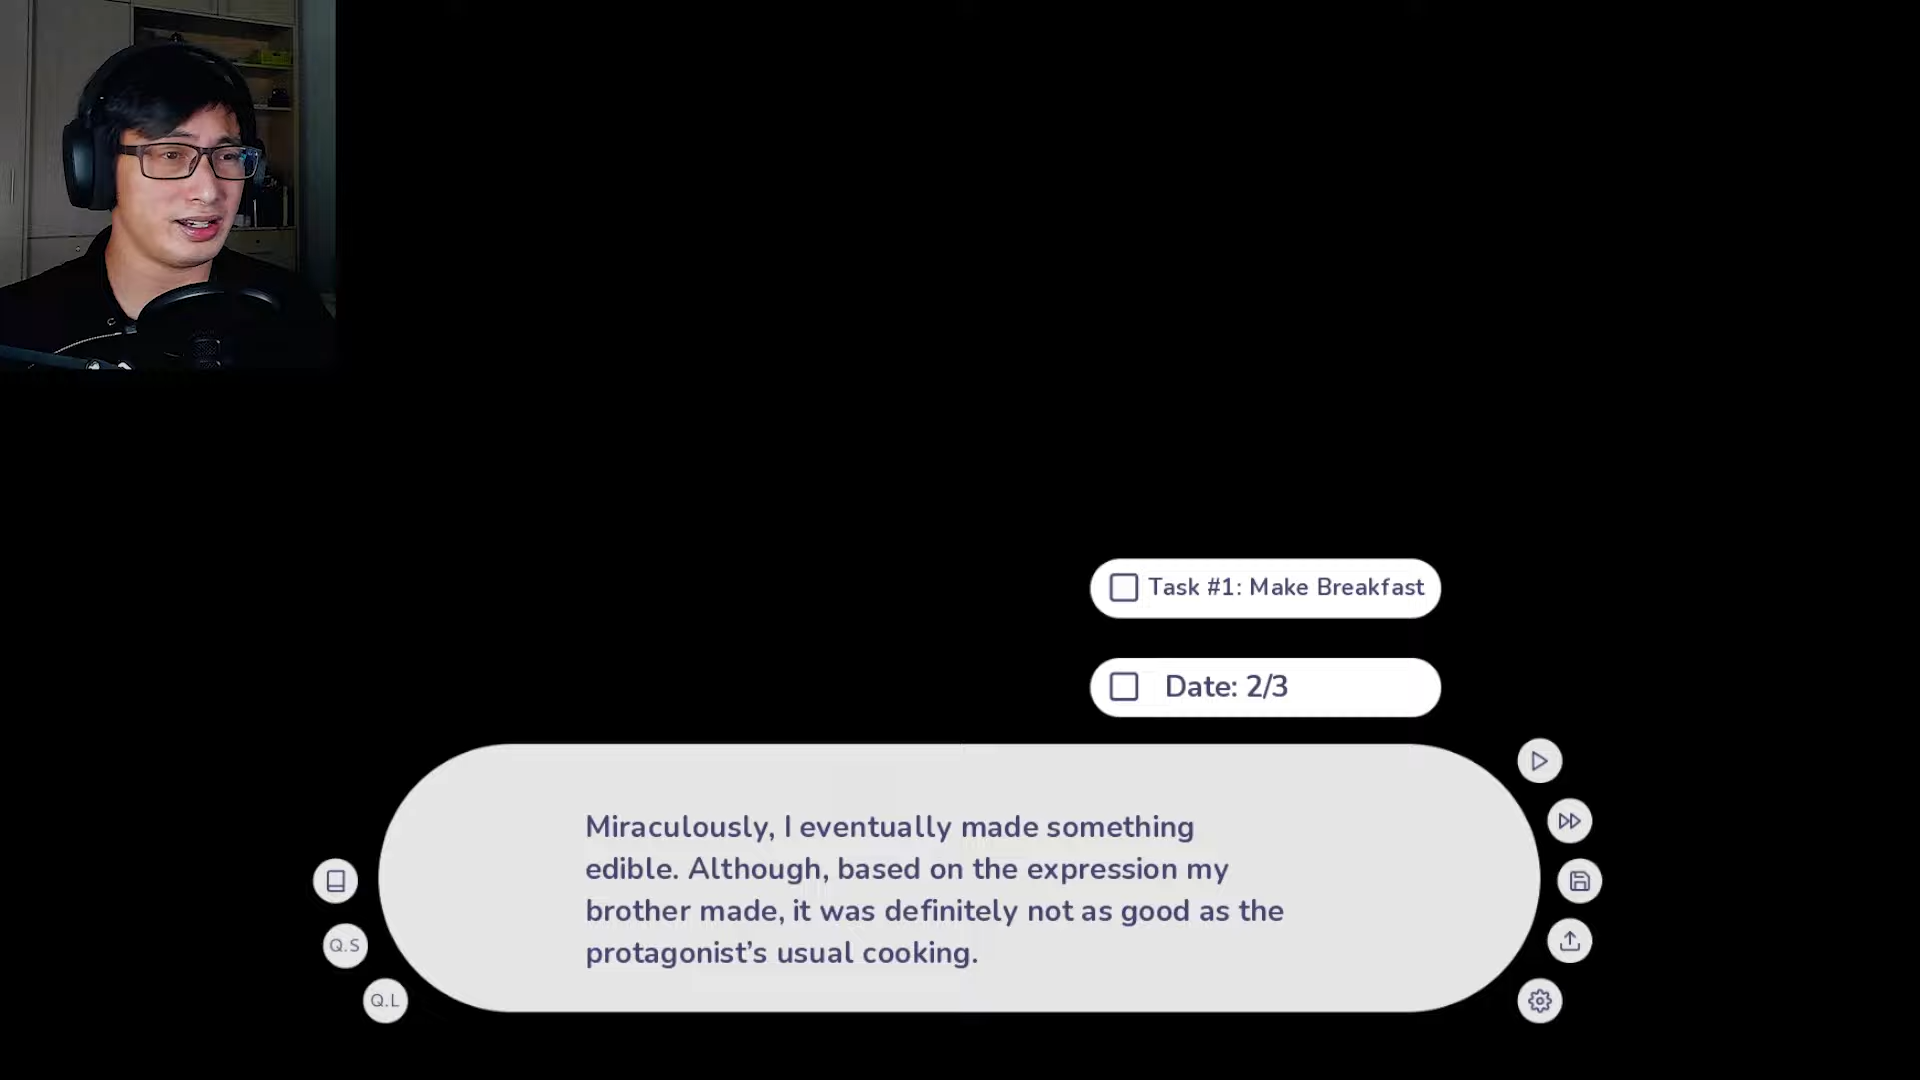 Task #1: Make Breakfast
Date: 2/3
Miraculously, I eventually made something
edible. Although, based on the expression my
brother made, it was definitely not as good as the
protagonist’s usual cooking.
Q.S
Q.L